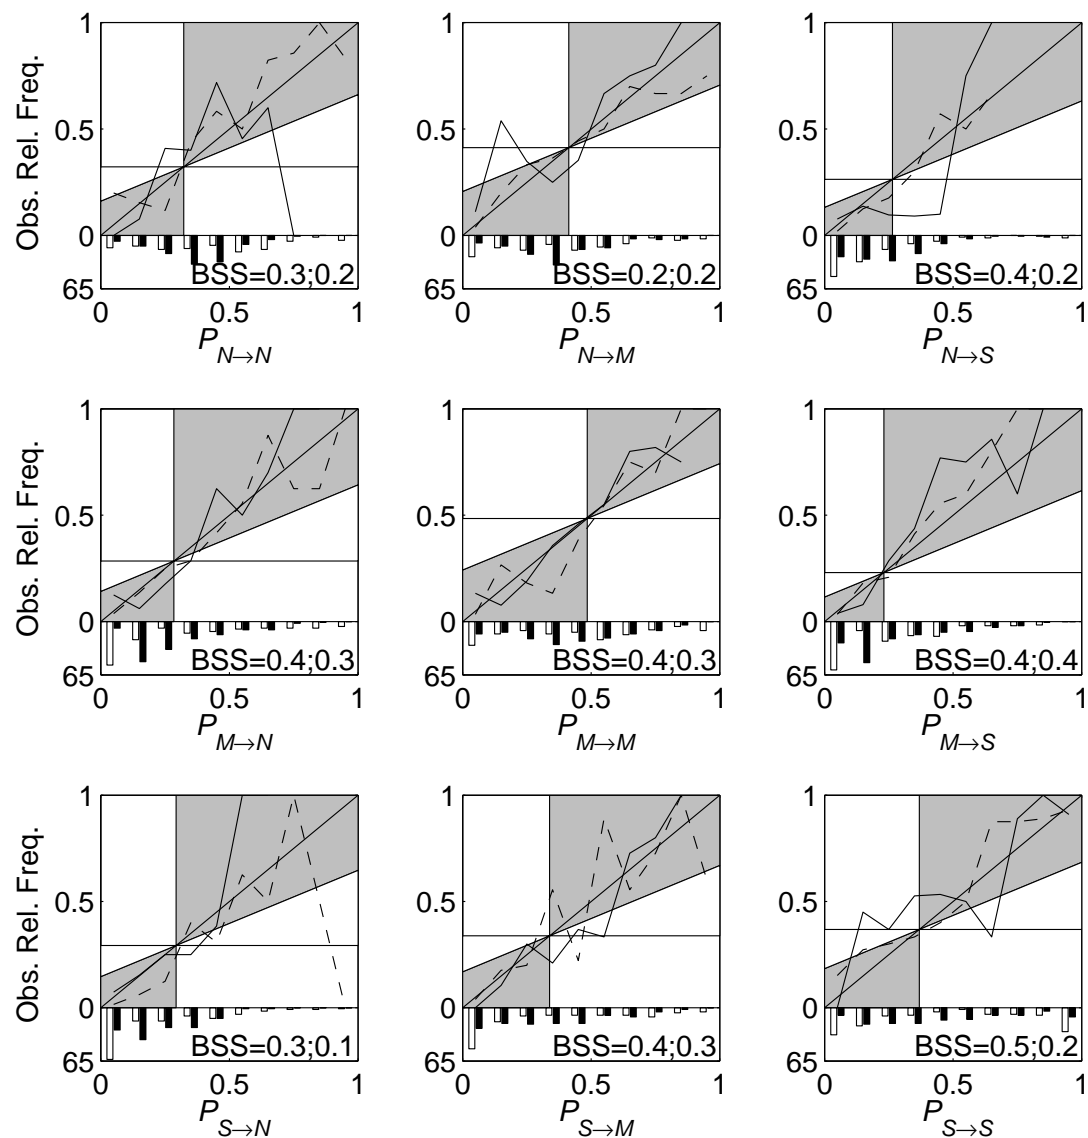 Obs. Rel. Freq.
1
0.5
0
65
BSS=0.3;0.2
0 0.5 1
P N→N
1
0.5
0
65
BSS=0.2;0.2
0 0.5 1
P N→M
1
0.5
0
65
BSS=0.4;0.2
0 0.5 1
P N→S
Obs. Rel. Freq.
1
0.5
0
65
BSS=0.4;0.3
0 0.5 1
P M→N
1
0.5
0
65
BSS=0.4;0.3
0 0.5 1
P M→M
1
0.5
0
65
BSS=0.4;0.4
0 0.5 1
P M→S
Obs. Rel. Freq.
1
0.5
0
65
BSS=0.3;0.1
0 0.5 1
P S→N
1
0.5
0
65
BSS=0.4;0.3
0 0.5 1
P S→M
1
0.5
0
65
BSS=0.5;0.2
0 0.5 1
P S→S